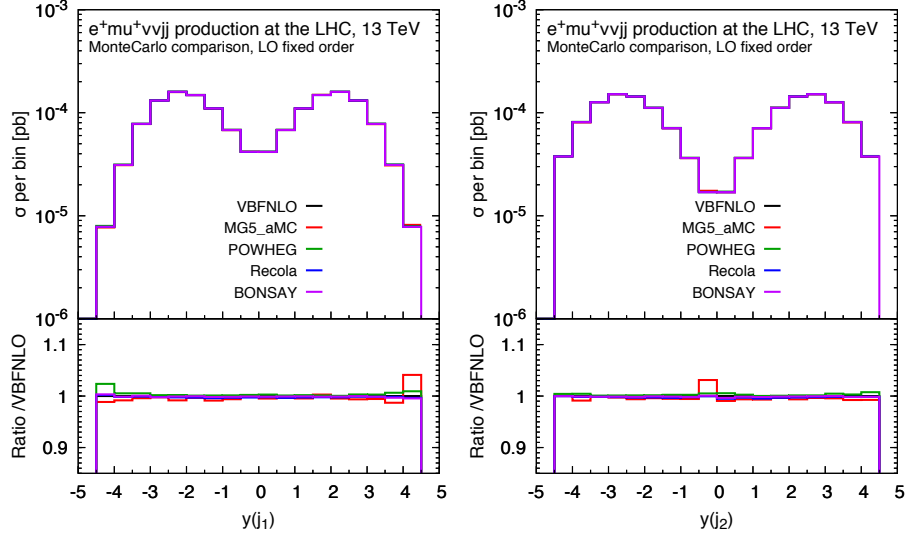 e⁺mu⁺vvjj production at the LHC, 13 TeV
MonteCarlo comparison, LO fixed order
σ per bin [pb]
10⁻⁴
10⁻⁵
10⁻⁶
VBFNLO
MG5_aMC
POWHEG
Recola
BONSAY
Ratio /VBFNLO
1.1
1
0.9
-5 -4 -3 -2 -1 0 1 2 3 4 5
y(j₁)
e⁺mu⁺vvjj production at the LHC, 13 TeV
MonteCarlo comparison, LO fixed order
σ per bin [pb]
10⁻⁴
10⁻⁵
10⁻⁶
VBFNLO
MG5_aMC
POWHEG
Recola
BONSAY
Ratio /VBFNLO
1.1
1
0.9
-5 -4 -3 -2 -1 0 1 2 3 4 5
y(j₂)